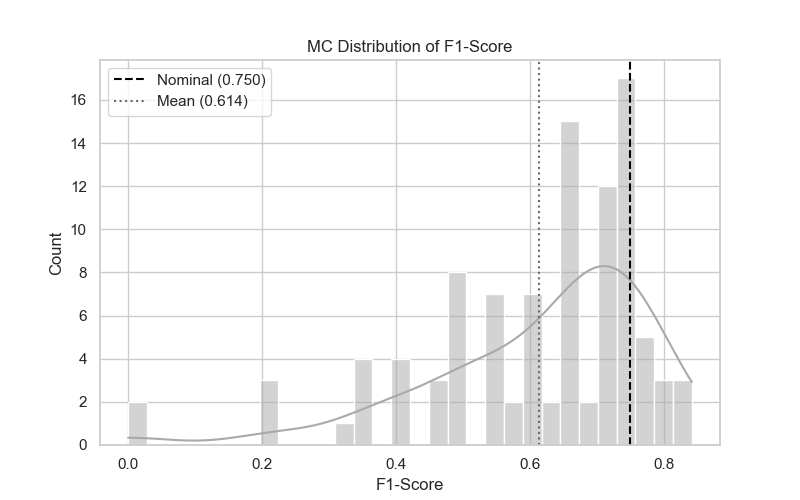 MC Distribution of F1-Score
Nominal (0.750)
Mean (0.614)
16
14
12
10
8
6
4
2
0
Count
0.0 0.2 0.4 0.6 0.8
F1-Score